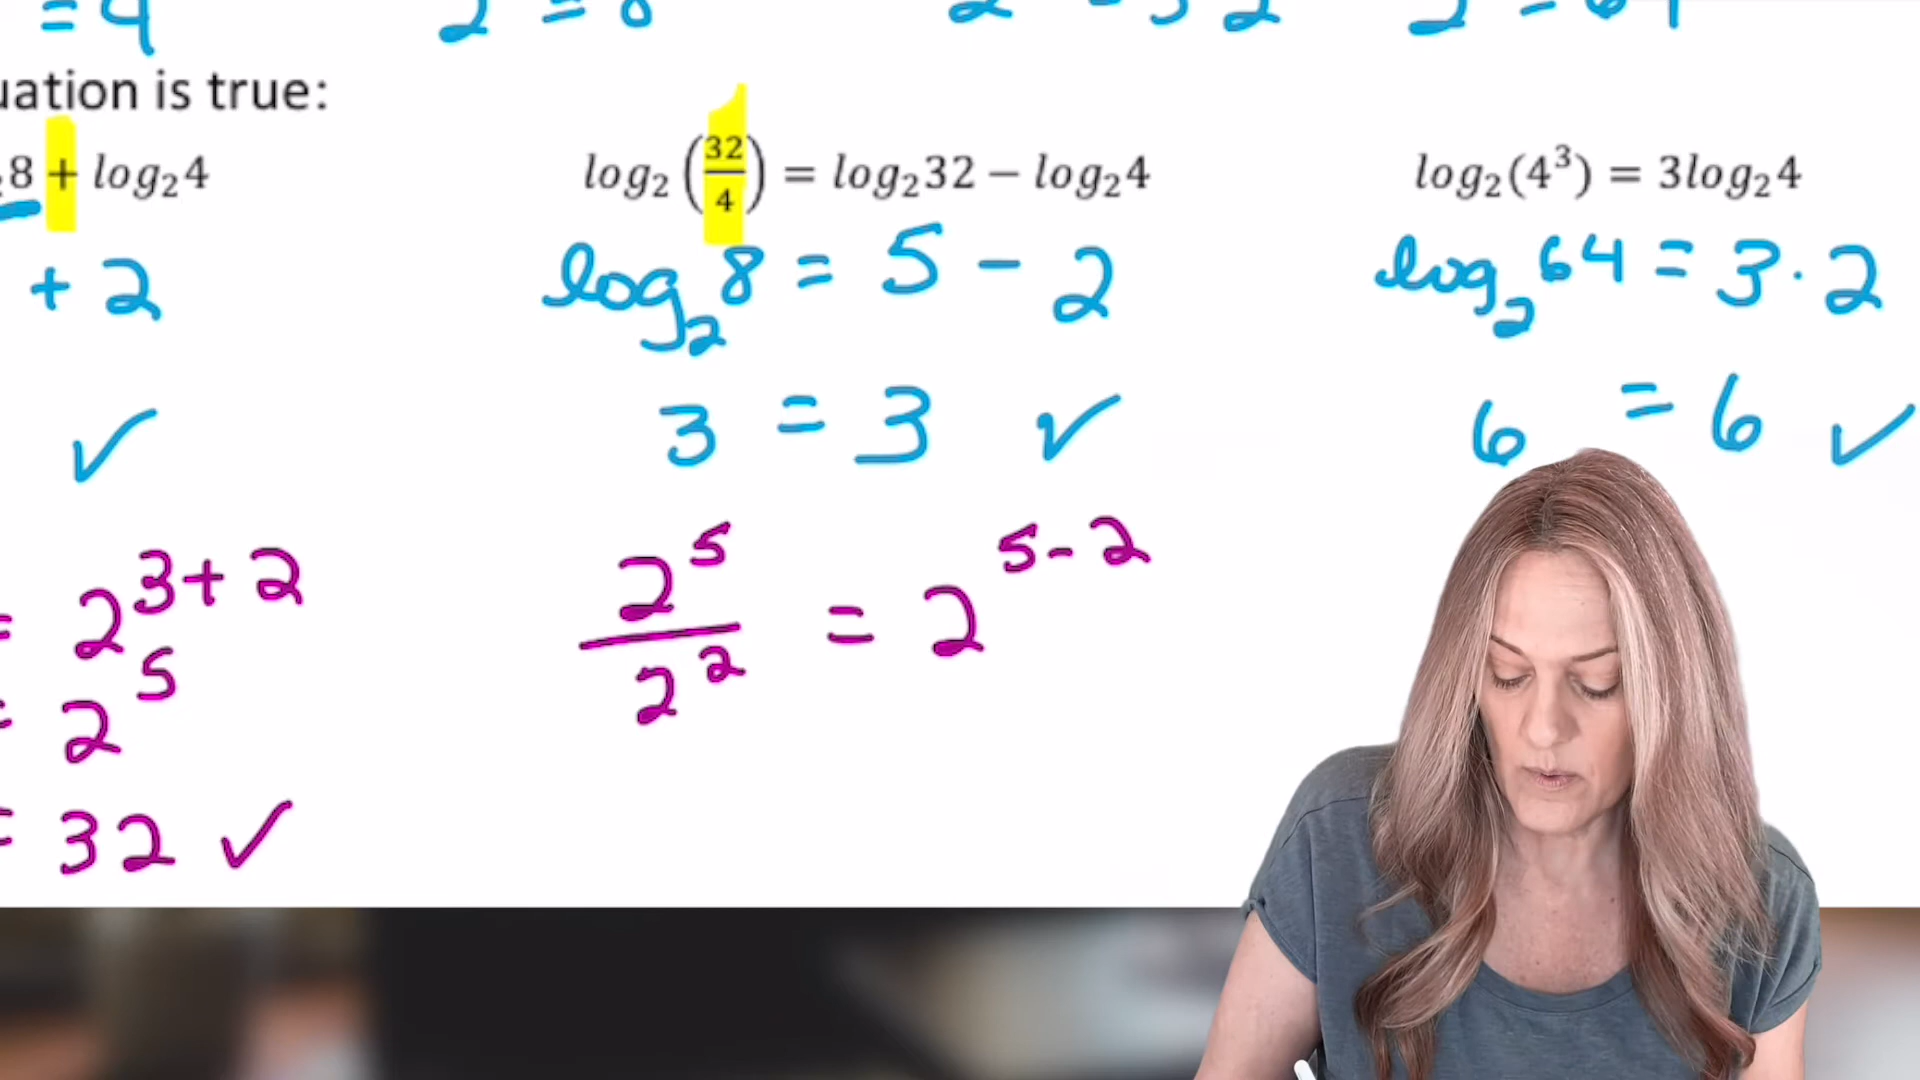 = 4
2 = 8
2 = 32
2 = 64
uation is true:
8 + log₂4
+ 2
✓
= 2³⁺²
= 2⁵
= 32 ✓
log₂(32/4) = log₂32 − log₂4
log₂8 = 5 - 2
3 = 3 ✓
2⁵/2² = 2⁵⁻²
log₂(4³) = 3log₂4
log₂64 = 3·2
6 = 6 ✓